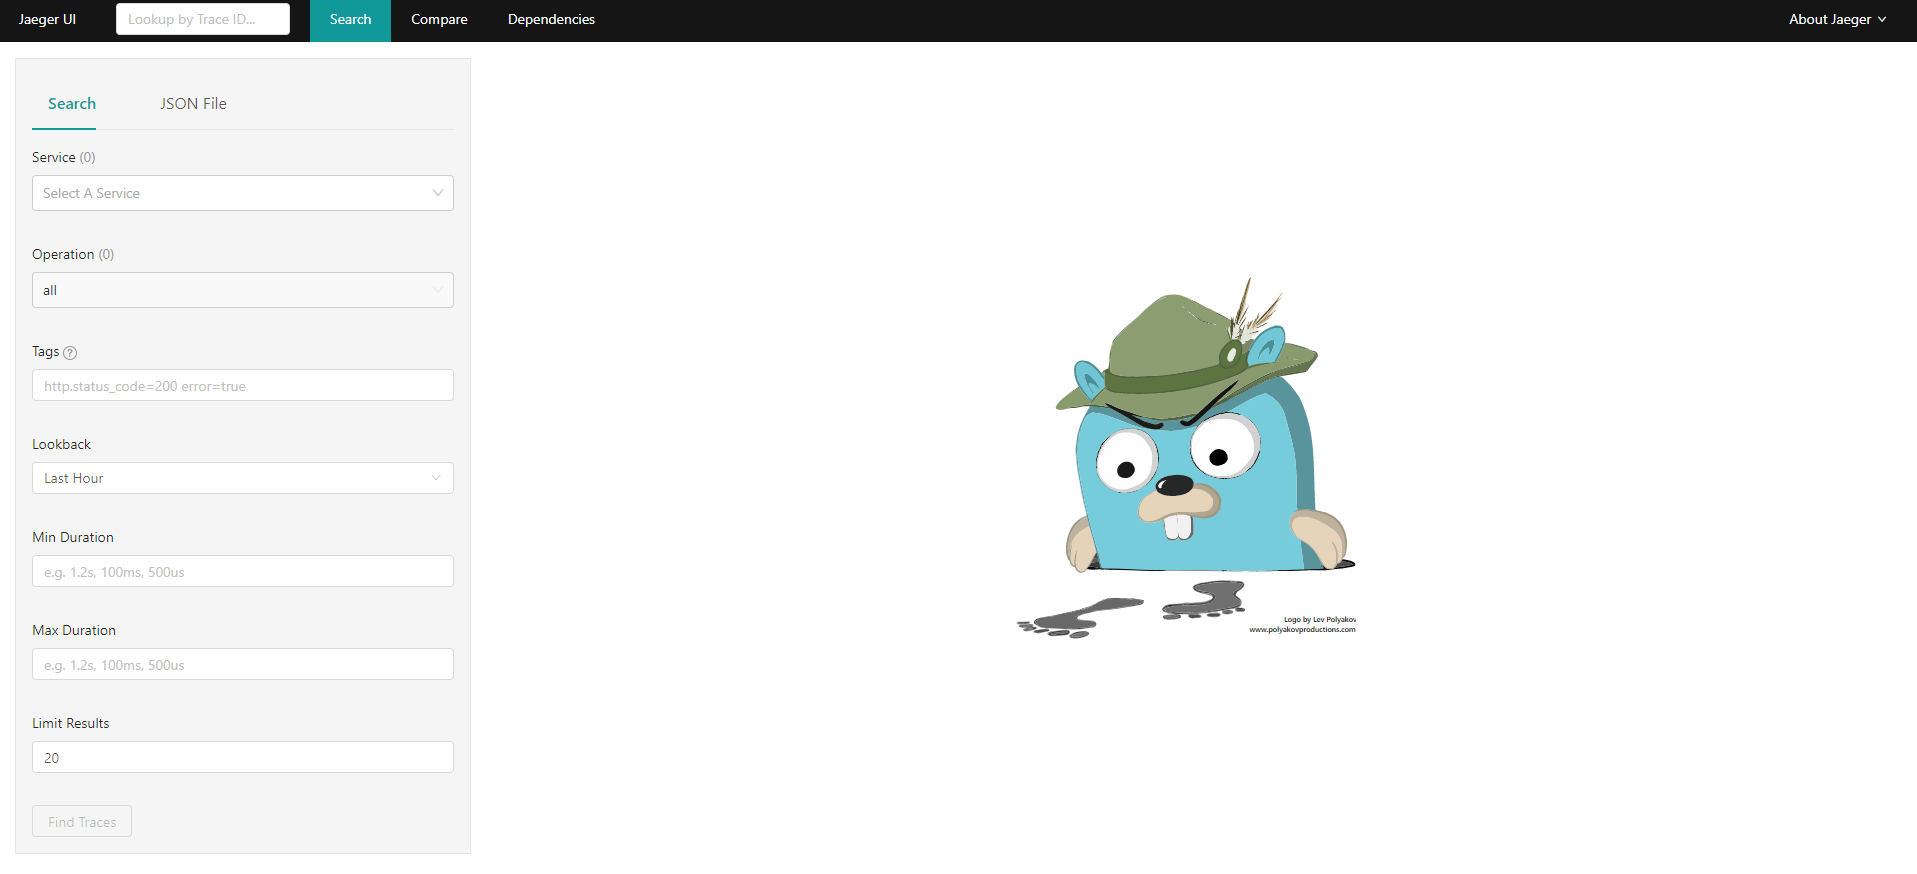 Jaeger UI
Lookup by Trace ID...
Search
Compare
Dependencies
About Jaeger
Search
JSON File
Service (0)
Select A Service
Operation (0)
all
Tags ?
http.status_code=200 error=true
Lookback
Last Hour
Min Duration
e.g. 1.2s, 100ms, 500us
Max Duration
e.g. 1.2s, 100ms, 500us
Limit Results
20
Find Traces
Logo by Lev Polyakov
www.polyakovproductions.com